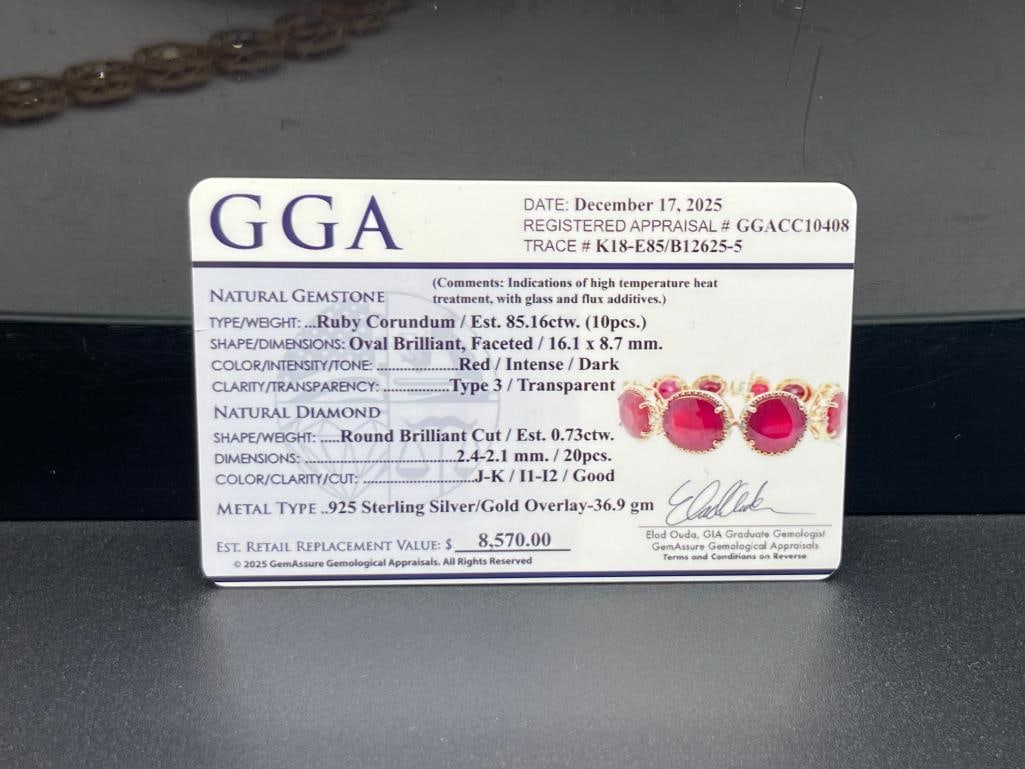 GGA
DATE: December 17, 2025
REGISTERED APPRAISAL # GGACC10408
TRACE # K18-E85/B12625-5
NATURAL GEMSTONE
(Comments: Indications of high temperature heat
treatment, with glass and flux additives.)
TYPE/WEIGHT: ...Ruby Corundum / Est. 85.16ctw. (10pcs.)
SHAPE/DIMENSIONS: Oval Brilliant, Faceted / 16.1 x 8.7 mm.
COLOR/INTENSITY/TONE: .....................Red / Intense / Dark
CLARITY/TRANSPARENCY: .................Type 3 / Transparent
NATURAL DIAMOND
SHAPE/WEIGHT: .....Round Brilliant Cut / Est. 0.73ctw.
DIMENSIONS: .......................................2.4-2.1 mm. / 20pcs.
COLOR/CLARITY/CUT: ............................J-K / I1-I2 / Good
METAL TYPE ..925 Sterling Silver/Gold Overlay-36.9 gm
EST. RETAIL REPLACEMENT VALUE: $ 8,570.00
© 2025 GemAssure Gemological Appraisals. All Rights Reserved
Elad Ouda, GIA Graduate Gemologist
GemAssure Gemological Appraisals
Terms and Conditions on Reverse